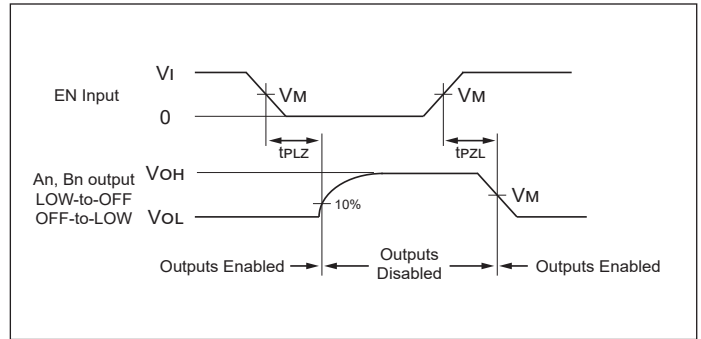 VI
EN Input
VM
VM
0
tPLZ
tPZL
An, Bn output
LOW-to-OFF
OFF-to-LOW
VOH
VOL
10%
VM
Outputs Enabled
Outputs
Disabled
Outputs Enabled